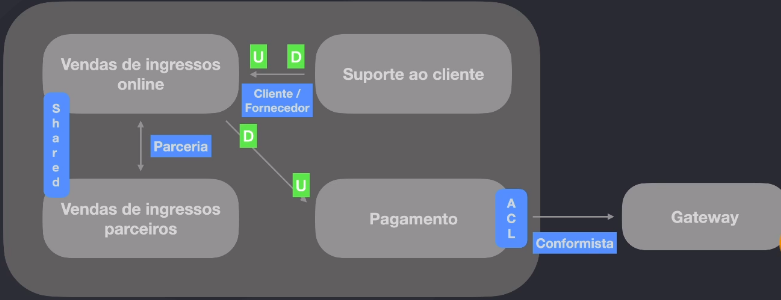 Vendas de ingressos
online
U
D
Suporte ao cliente
Cliente /
Fornecedor
Shared
Parceria
D
U
Vendas de ingressos
parceiros
Pagamento
ACL
Conformista
Gateway